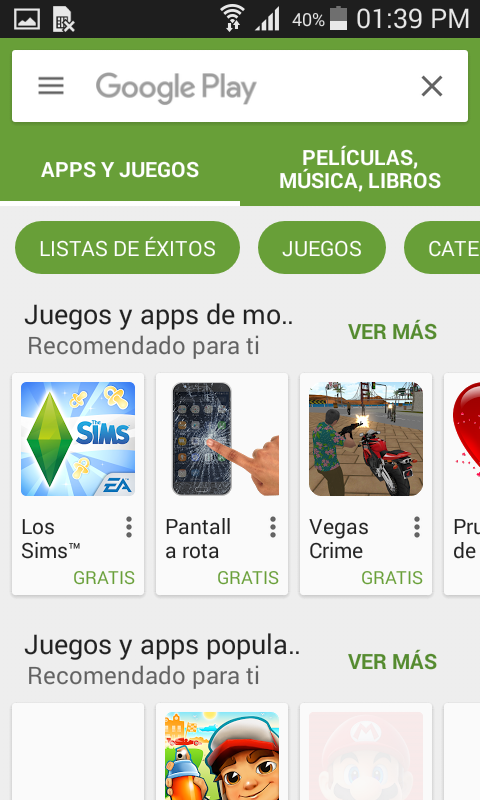 40% 01:39 PM
Google Play
APPS Y JUEGOS
PELÍCULAS,
MÚSICA, LIBROS
LISTAS DE ÉXITOS
JUEGOS
CATE
Juegos y apps de mo..
VER MÁS
Recomendado para ti
The
SIMS
EA
Los
Sims™
GRATIS
Pantall
a rota
GRATIS
Vegas
Crime
GRATIS
Pru
de
Juegos y apps popula..
VER MÁS
Recomendado para ti